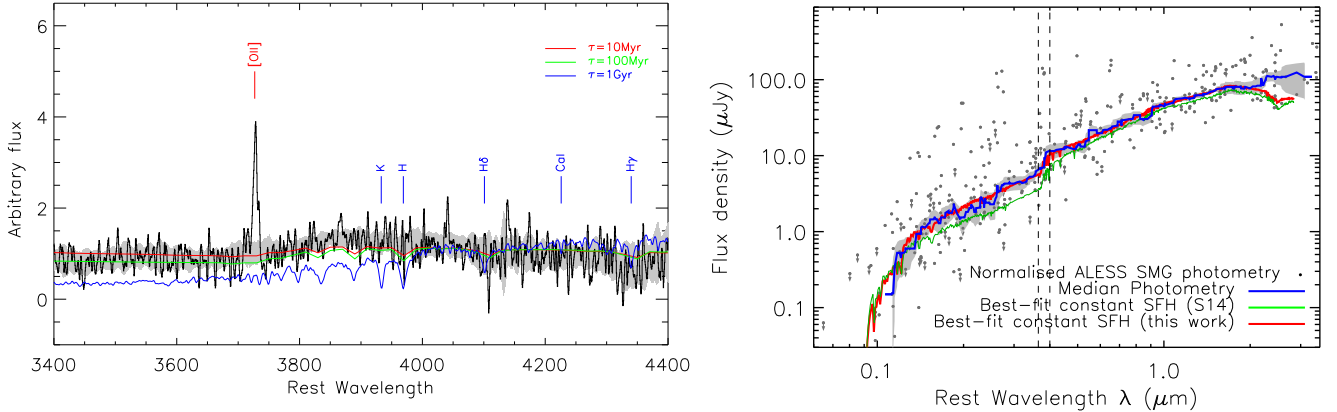 6
4
2
0
Arbitrary flux
[OII]
τ=10Myr
τ=100Myr
τ=1Gyr
K
H
Hδ
CaI
Hγ
3400
3600
3800
4000
4200
4400
Rest Wavelength
100.0
10.0
1.0
0.1
Flux density (μJy)
Normalised ALESS SMG photometry
Median Photometry
Best-fit constant SFH (S14)
Best-fit constant SFH (this work)
0.1
1.0
Rest Wavelength λ (μm)